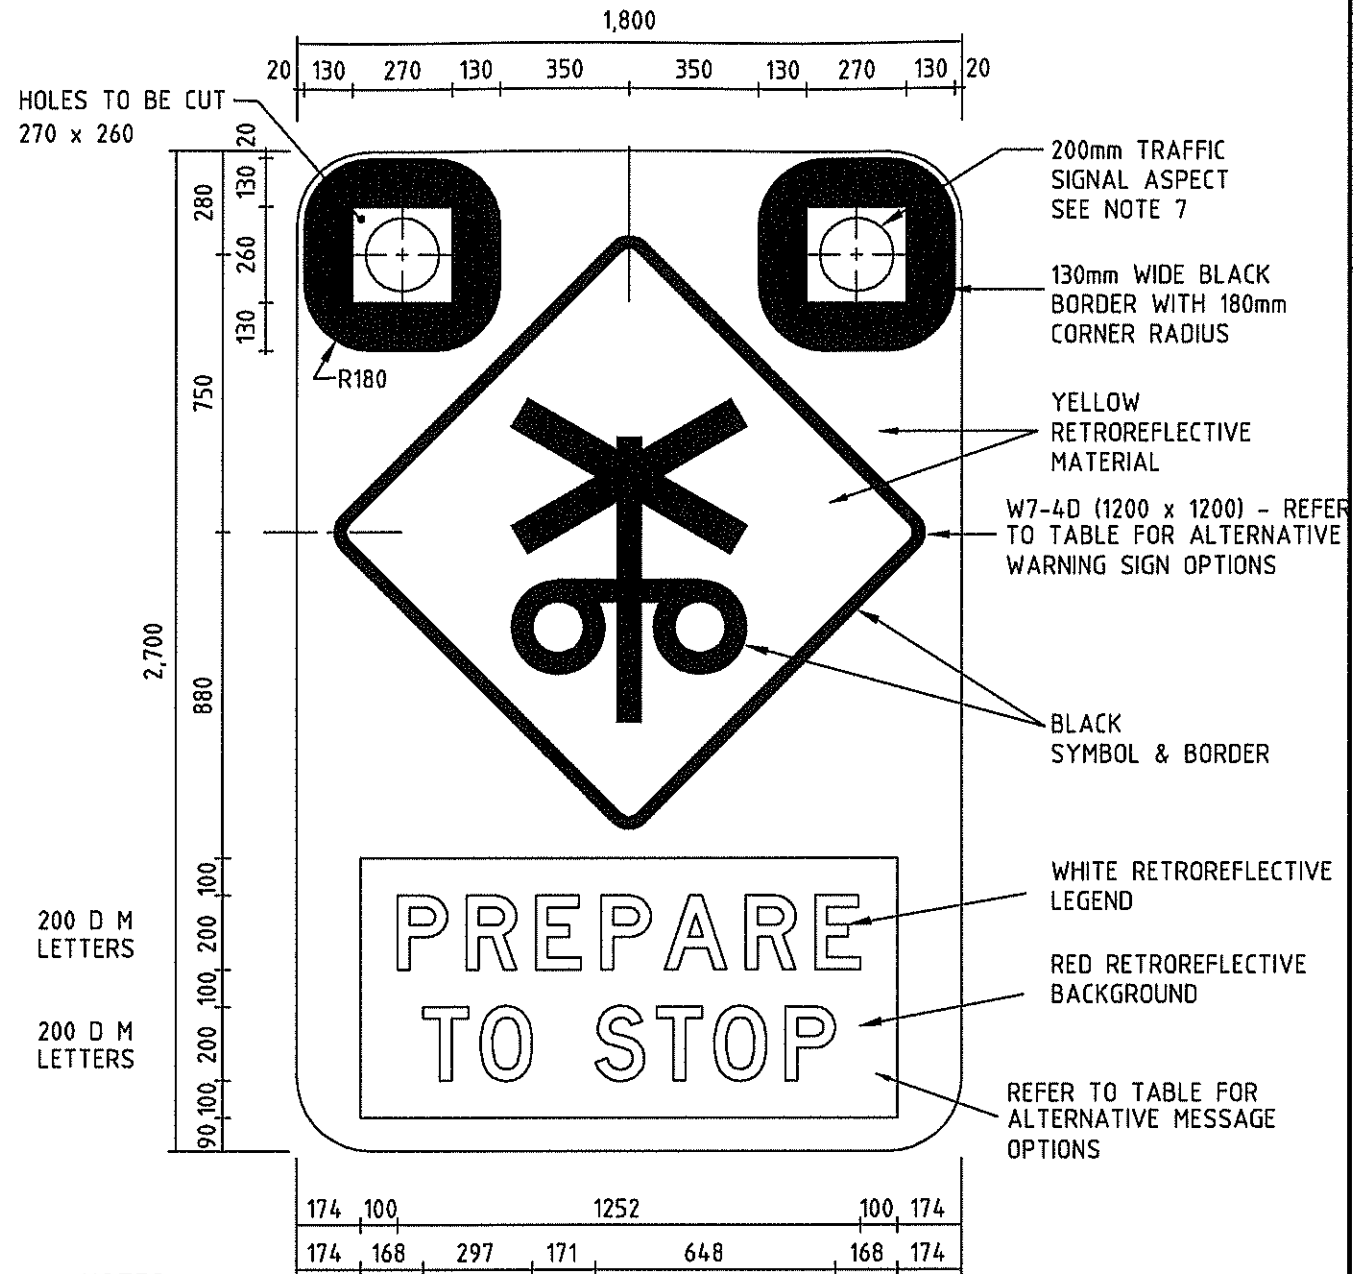 1,800
20 130 270 130 350 350 130 270 130 20
HOLES TO BE CUT
270 x 260
20
130
260
130
280
750
880
2,700
R180
200mm TRAFFIC
SIGNAL ASPECT
SEE NOTE 7
130mm WIDE BLACK
BORDER WITH 180mm
CORNER RADIUS
YELLOW
RETROREFLECTIVE
MATERIAL
W7-4D (1200 x 1200) - REFER
TO TABLE FOR ALTERNATIVE
WARNING SIGN OPTIONS
BLACK
SYMBOL & BORDER
100
200
100
200
100
90
200 D M
LETTERS
200 D M
LETTERS
PREPARE
TO STOP
WHITE RETROREFLECTIVE
LEGEND
RED RETROREFLECTIVE
BACKGROUND
REFER TO TABLE FOR
ALTERNATIVE MESSAGE
OPTIONS
174 100 1252 100 174
174 168 297 171 648 168 174